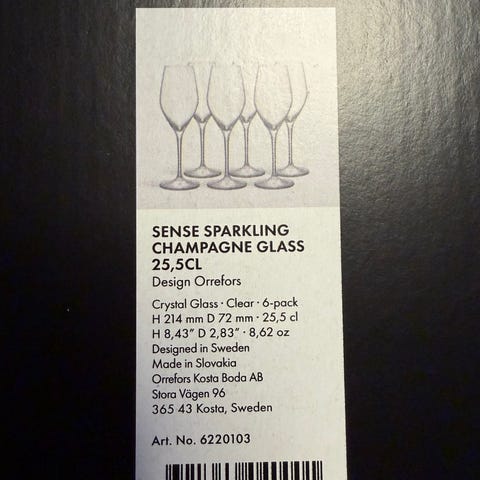 SENSE SPARKLING
CHAMPAGNE GLASS
25,5CL
Design Orrefors
Crystal Glass · Clear · 6-pack
H 214 mm D 72 mm · 25,5 cl
H 8,43” D 2,83” · 8,62 oz
Designed in Sweden
Made in Slovakia
Orrefors Kosta Boda AB
Stora Vägen 96
365 43 Kosta, Sweden
Art. No. 6220103